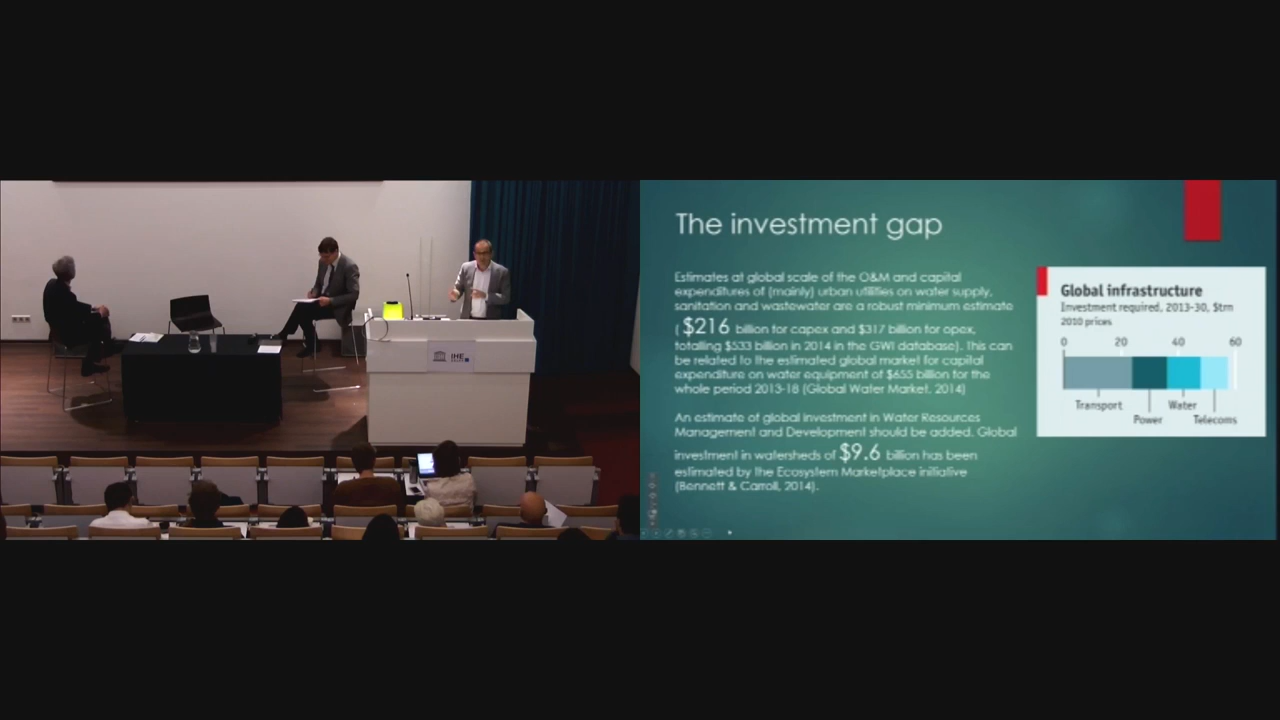 IHE
The investment gap
Estimates at global scale of the O&M and capital
expenditures of (mainly) urban utilities on water supply,
sanitation and wastewater are a robust minimum estimate
( $216 billion for capex and $317 billion for opex,
totalling $533 billion in 2014 in the GWI database). This can
be related to the estimated global market for capital
expenditure on water equipment of $655 billion for the
whole period 2013-18 (Global Water Market, 2014)
An estimate of global investment in Water Resources
Management and Development should be added. Global
investment in watersheds of $9.6 billion has been
estimated by the Ecosystem Marketplace iniiative
(Bennett & Carroll, 2014).
Global infrastructure
Investment required, 2013-30, $trn
2010 prices
0 20 40 60
Transport Water
Power Telecoms